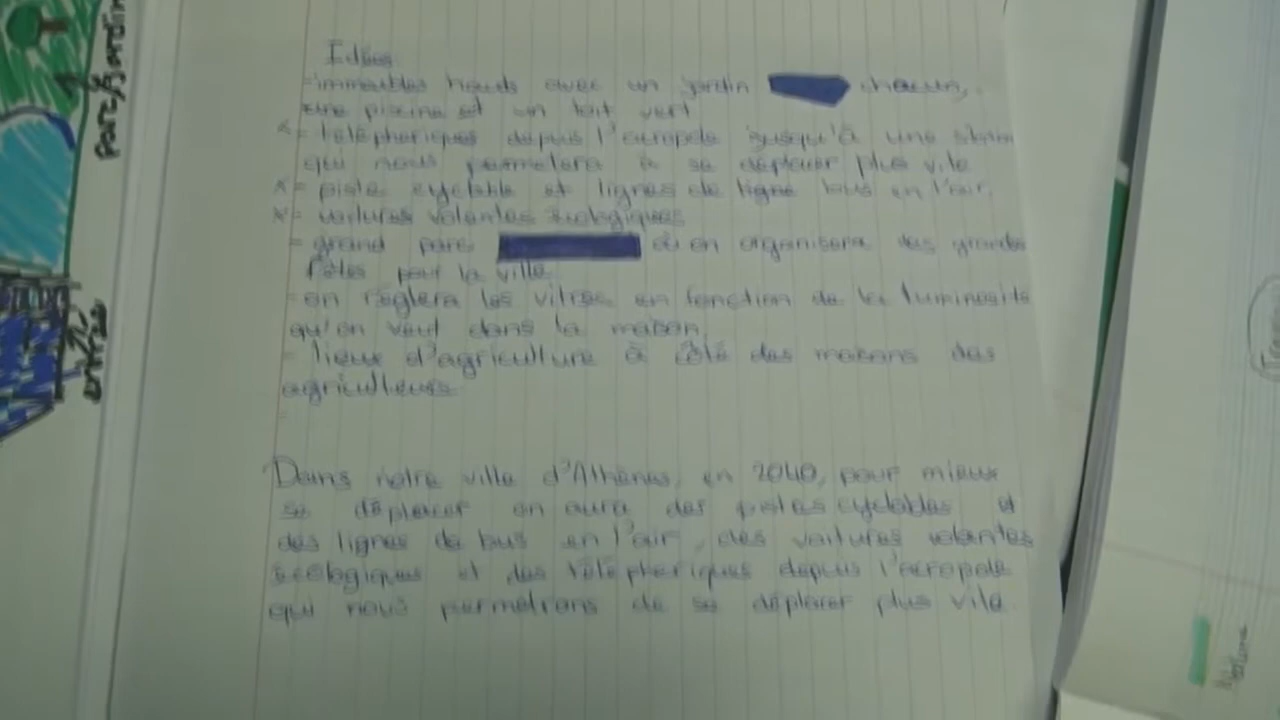 Idées
- immeubles hauts avec un jardin chacun,
une piscine et un toit vert
x - téléphériques depuis l'acropole jusqu'à une
qui nous permetera à se déplacer plus vite
x - piste cyclable et lignes de ligne bus en l'air.
x - voitures volantes écologiques
- grand parc où on organisera des grandes
fêtes pour la ville
- on réglera les vitres en fonction de la luminosité
qu'on veut dans la maison.
- lieux d'agriculture à côté des maisons des
agriculteurs.
Dans notre ville d'Athènes, en 2040, pour mieux
se déplacer on aura des pistes cyclables et
des lignes de bus en l'air, des voitures volantes
écologiques et des téléphériques depuis l'acropole
qui nous permetrons de se déplacer plus vite.
parc/jardin
entrée